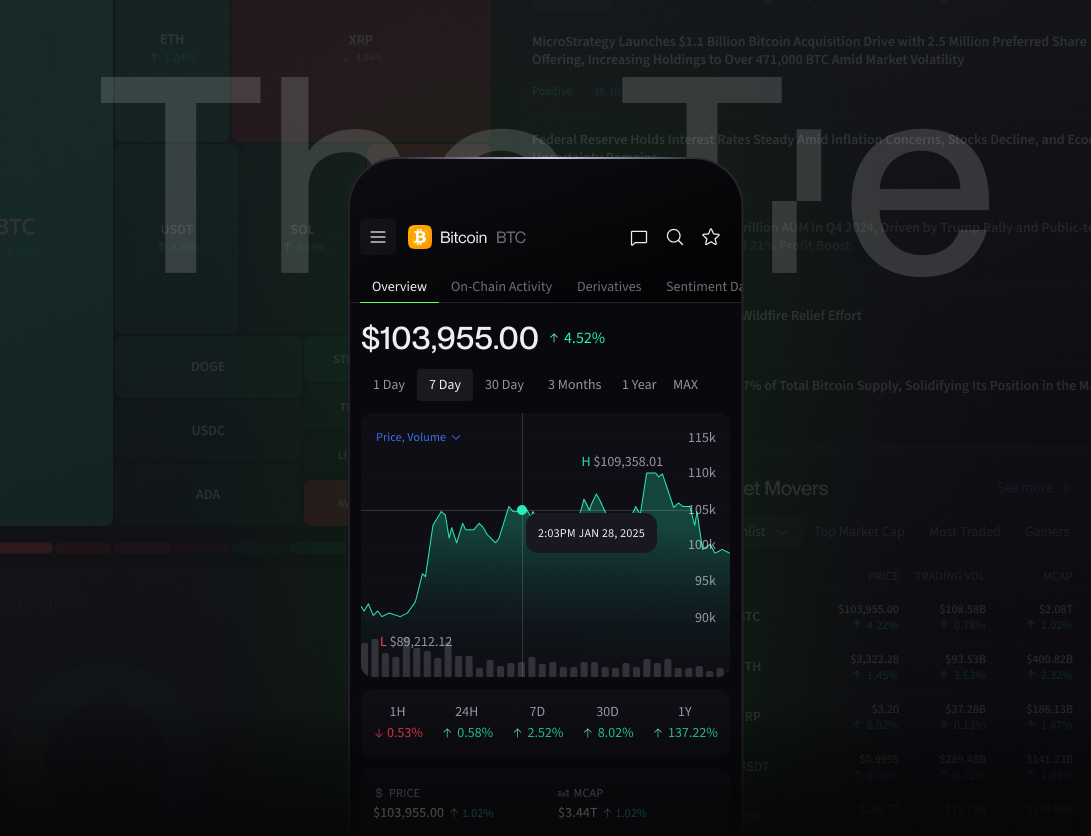 ETH
↑ 1.04%
XRP
↓ 4.04%
MicroStrategy Launches $1.1 Billion Bitcoin Acquisition Drive with 2.5 Million Preferred Share
Offering, Increasing Holdings to Over 471,000 BTC Amid Market Volatility
Positive 38.10
The Tre
Federal Reserve Holds Interest Rates Steady Amid Inflation Concerns, Stocks Decline, and Eco
Uncertainty Remains
BTC
USDT
SOL
AUM in Q4 2024, Driven by Trump Rally and Public-
21% Profit Boost.
Wildfire Relief Effort
7% of Total Bitcoin Supply, Solidifying Its Position in the M
DOGE
USDC
ADA
Bitcoin BTC
Overview On-Chain Activity Derivatives Sentiment Da
$103,955.00 ↑ 4.52%
1 Day 7 Day 30 Day 3 Months 1 Year MAX
Price, Volume
115k
H $109,358.01
110k
105k
2:03PM JAN 28, 2025
100k
95k
90k
L $89,212.12
1H 24H 7D 30D 1Y
↓ 0.53% ↑ 0.58% ↑ 2.52% ↑ 8.02% ↑ 137.22%
$ PRICE MCAP
$103,955.00 ↑ 1.02% $3.44T ↑ 1.02%
et Movers See more
hlist Top Market Cap Most Traded Gainers
PRICE TRADING VOL MCAP
TC $103,955.00 $108.58B $2.08T
↑ 4.22% ↑ 0.78% ↑ 1.02%
TH $3,322.28 $93.53B $400.82B
↑ 1.45% ↑ 3.63% ↑ 2.32%
RP $3.20 $37.28B $186.13B
↑ 6.02% ↑ 0.13% ↑ 1.47%
SDT $0.9995 $289.48B $141.23B